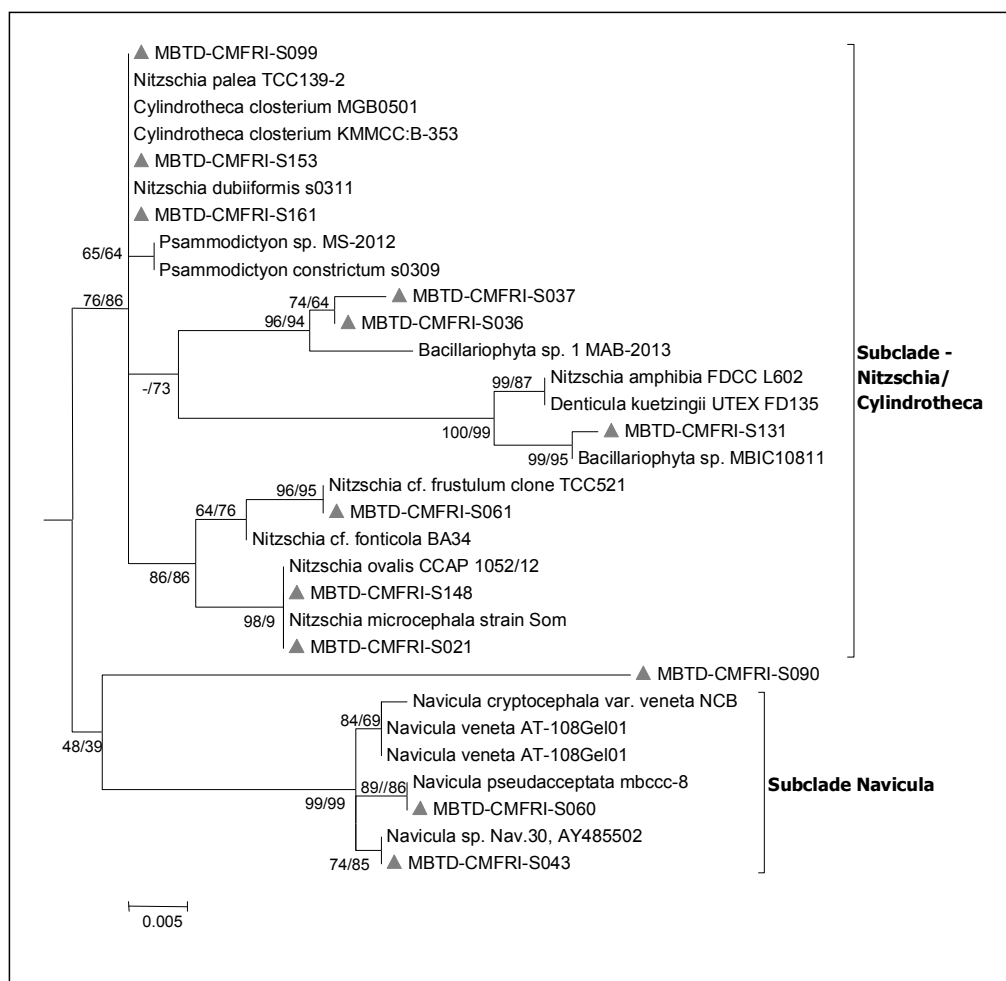 MBTD-CMFRI-S099
Nitzschia palea TCC139-2
Cylindrotheca closterium MGB0501
Cylindrotheca closterium KMMCC:B-353
MBTD-CMFRI-S153
Nitzschia dubiiformis s0311
MBTD-CMFRI-S161
Psammodictyon sp. MS-2012
65/64
Psammodictyon constrictum s0309
MBTD-CMFRI-S037
76/86
74/64
96/94
MBTD-CMFRI-S036
Bacillariophyta sp. 1 MAB-2013
Subclade -
Nitzschia/
Cylindrotheca
-/73
99/87
Nitzschia amphibia FDCC L602
Denticula kuetzingii UTEX FD135
100/99
MBTD-CMFRI-S131
99/95
Bacillariophyta sp. MBIC10811
96/95
Nitzschia cf. frustulum clone TCC521
64/76
MBTD-CMFRI-S061
Nitzschia cf. fonticola BA34
86/86
Nitzschia ovalis CCAP 1052/12
MBTD-CMFRI-S148
98/9
Nitzschia microcephala strain Som
MBTD-CMFRI-S021
MBTD-CMFRI-S090
Navicula cryptocephala var. veneta NCB
84/69
Navicula veneta AT-108Gel01
48/39
Navicula veneta AT-108Gel01
89//86
Navicula pseudacceptata mbccc-8
Subclade Navicula
99/99
MBTD-CMFRI-S060
Navicula sp. Nav.30, AY485502
74/85
MBTD-CMFRI-S043
0.005